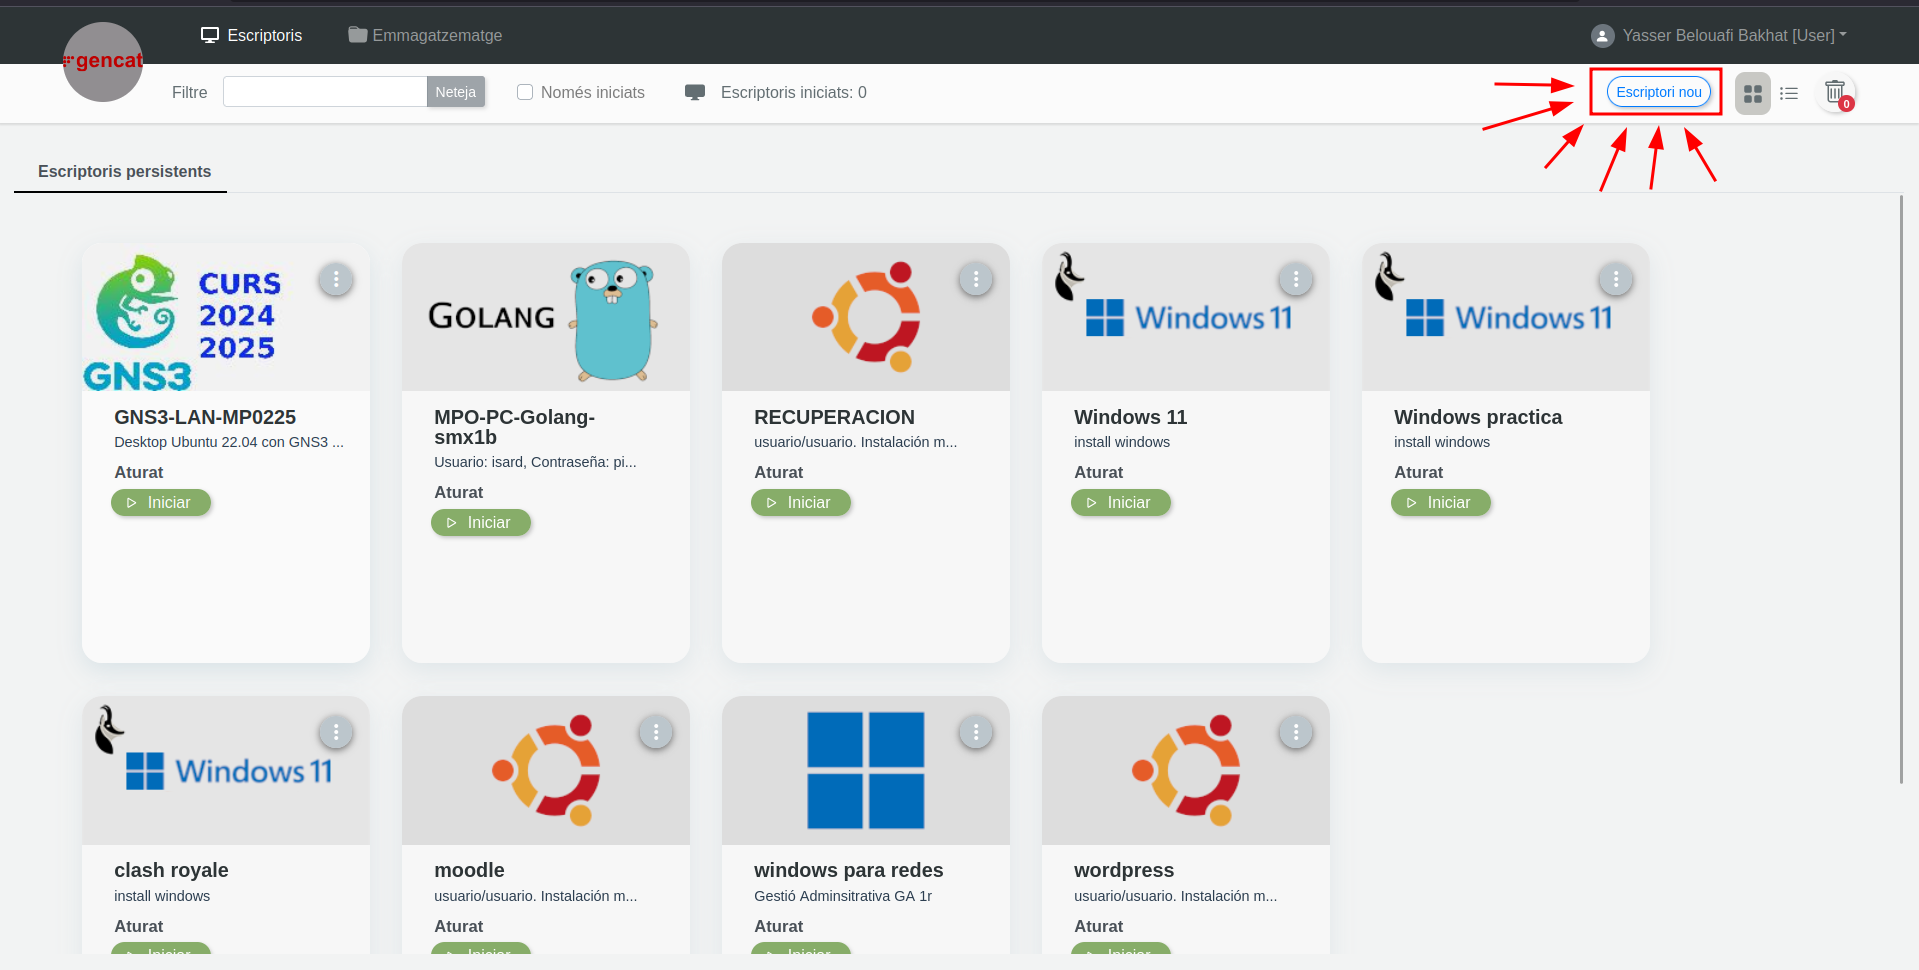 Escriptoris
Emmagatzematge
Yasser Belouafi Bakhat [User]
gencat
Filtre
Neteja
Només iniciats
Escriptoris iniciats: 0
Escriptori nou
0
Escriptoris persistents
CURS
2024
2025
GNS3
GNS3-LAN-MP0225
Desktop Ubuntu 22.04 con GNS3 ...
Aturat
Iniciar
GOLANG
MPO-PC-Golang-
smx1b
Usuario: isard, Contraseña: pi...
Aturat
Iniciar
RECUPERACION
usuario/usuario. Instalación m...
Aturat
Iniciar
Windows 11
Windows 11
install windows
Aturat
Iniciar
Windows 11
Windows practica
install windows
Aturat
Iniciar
Windows 11
clash royale
install windows
Aturat
Iniciar
moodle
usuario/usuario. Instalación m...
Aturat
Iniciar
windows para redes
Gestió Adminsitrativa GA 1r
Aturat
Iniciar
wordpress
usuario/usuario. Instalación m...
Aturat
Iniciar